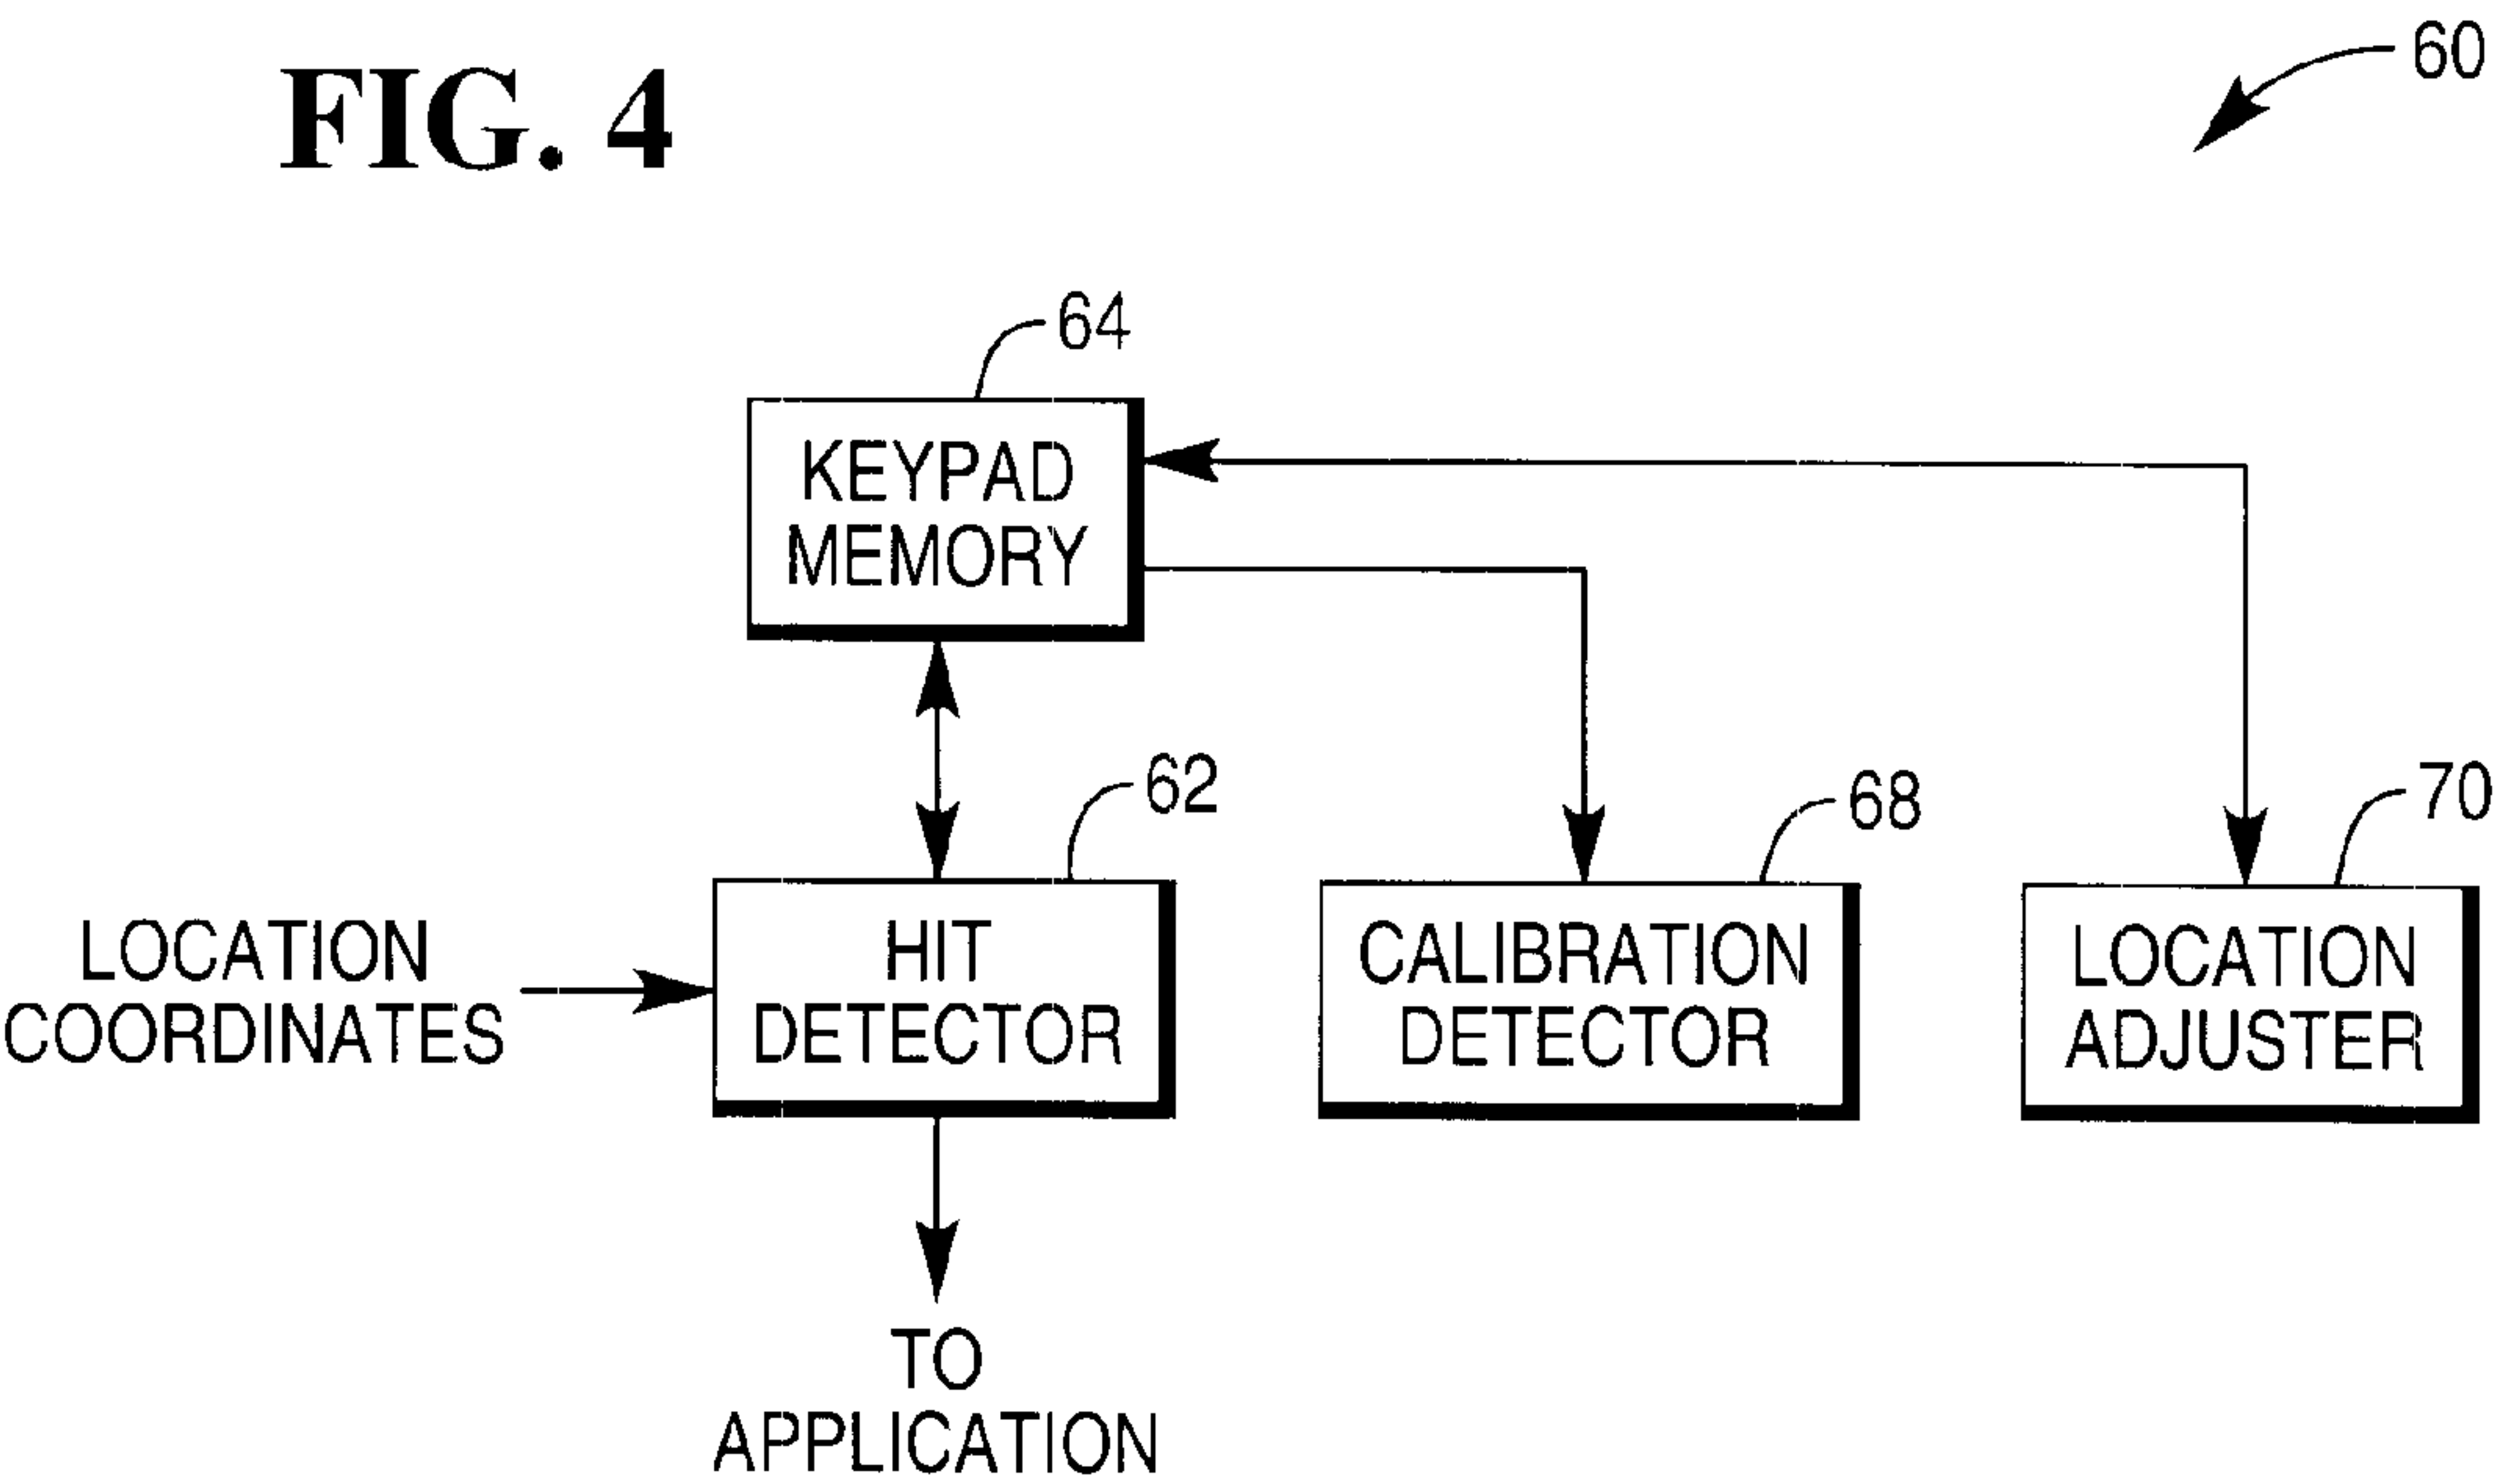 FIG. 4
60
64
KEYPAD
MEMORY
62
68
70
LOCATION
COORDINATES
HIT
DETECTOR
CALIBRATION
DETECTOR
LOCATION
ADJUSTER
TO
APPLICATION